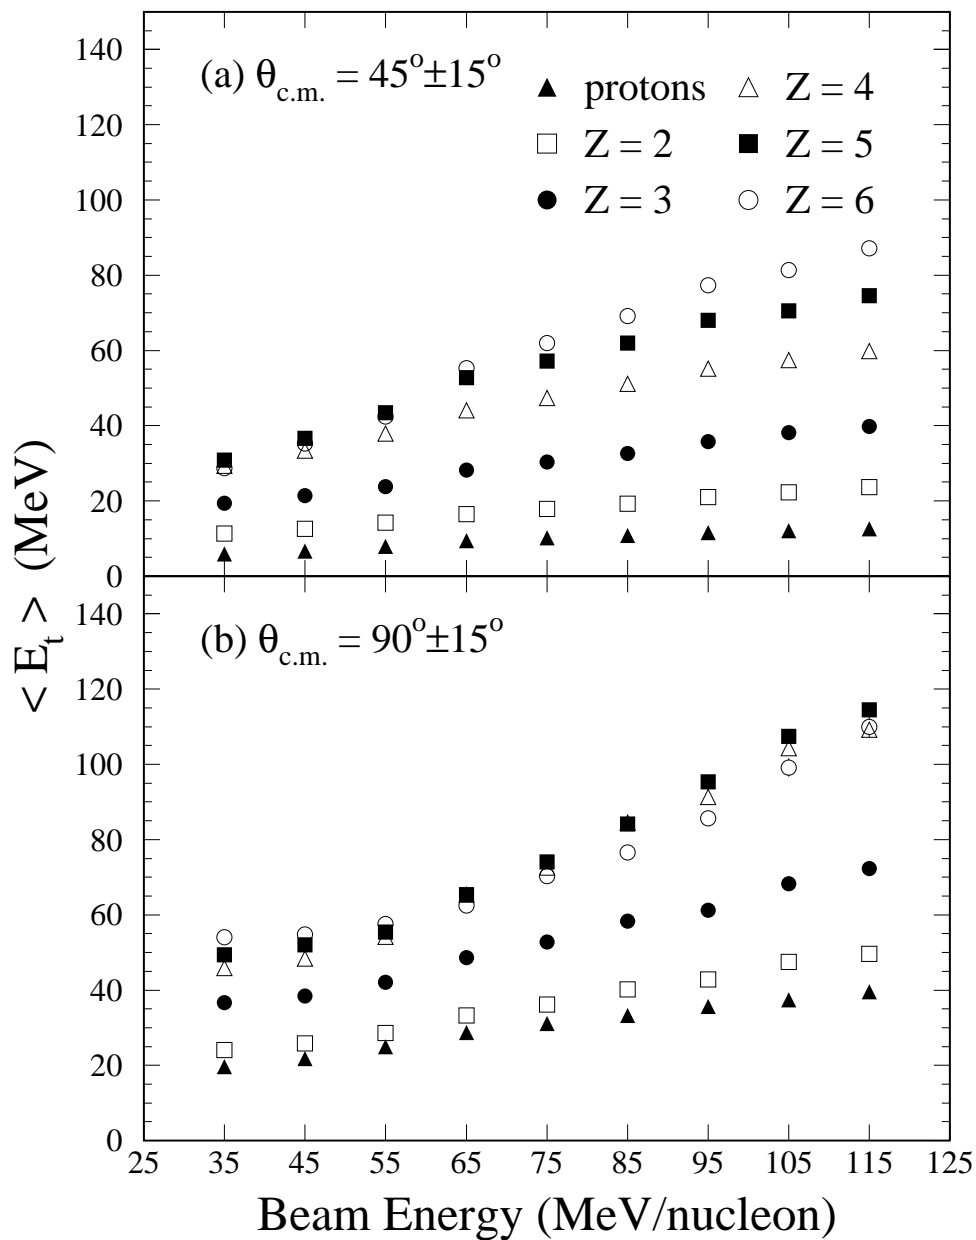 140
120
100
80
60
40
20
0
(a) θc.m. = 45°±15°
protons
Z = 4
Z = 2
Z = 5
Z = 3
Z = 6
< Et > (MeV)
140
120
100
80
60
40
20
0
(b) θc.m. = 90°±15°
25 35 45 55 65 75 85 95 105 115 125
Beam Energy (MeV/nucleon)